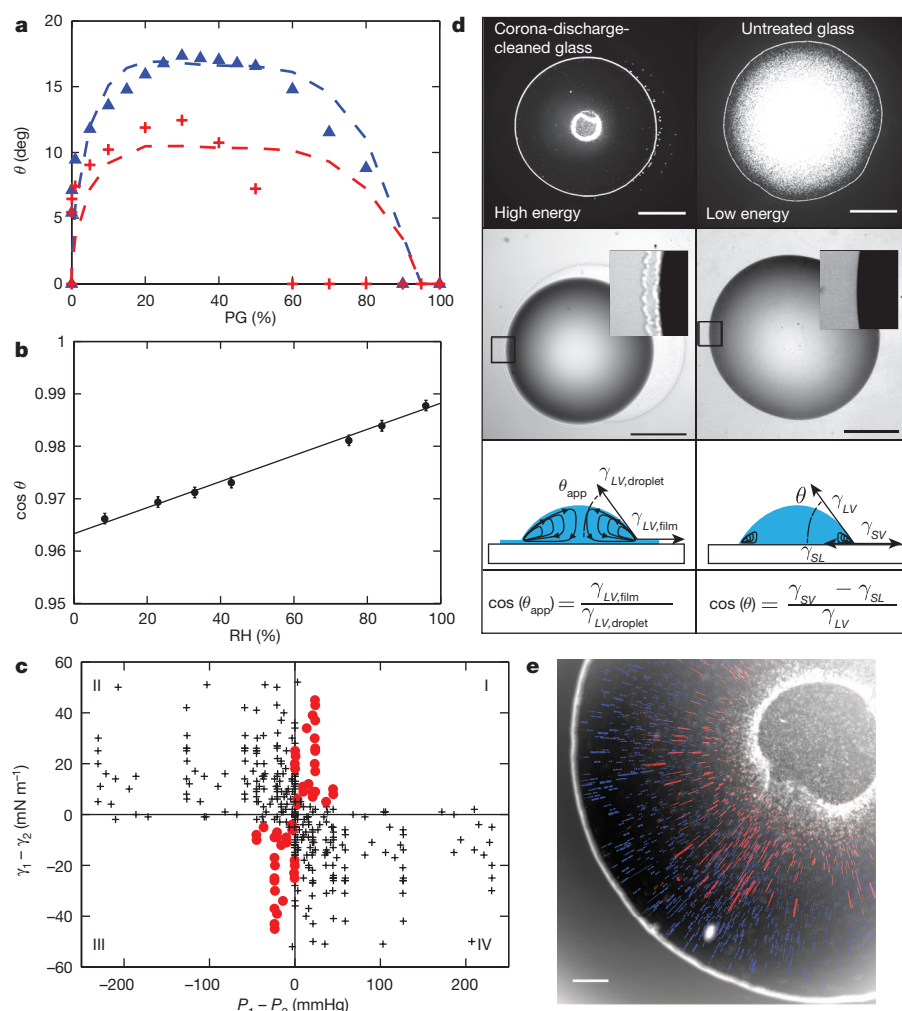 a
20
15
10
5
0
θ (deg)
0 20 40 60 80 100
PG (%)
b
1
0.99
0.98
0.97
0.96
0.95
cos θ
0 20 40 60 80 100
RH (%)
c
60
40
20
0
−20
−40
−60
γ1 − γ2 (mN m−1)
II I
III IV
−200 −100 0 100 200
(mmHg)
d
Corona-discharge-
cleaned glass
High energy
Untreated glass
Low energy
θapp
γLV,droplet
γLV,film
θ
γLV
γSV
γSL
cos (θapp) = γLV,film / γLV,droplet
cos (θ) = γSV − γSL / γLV
e